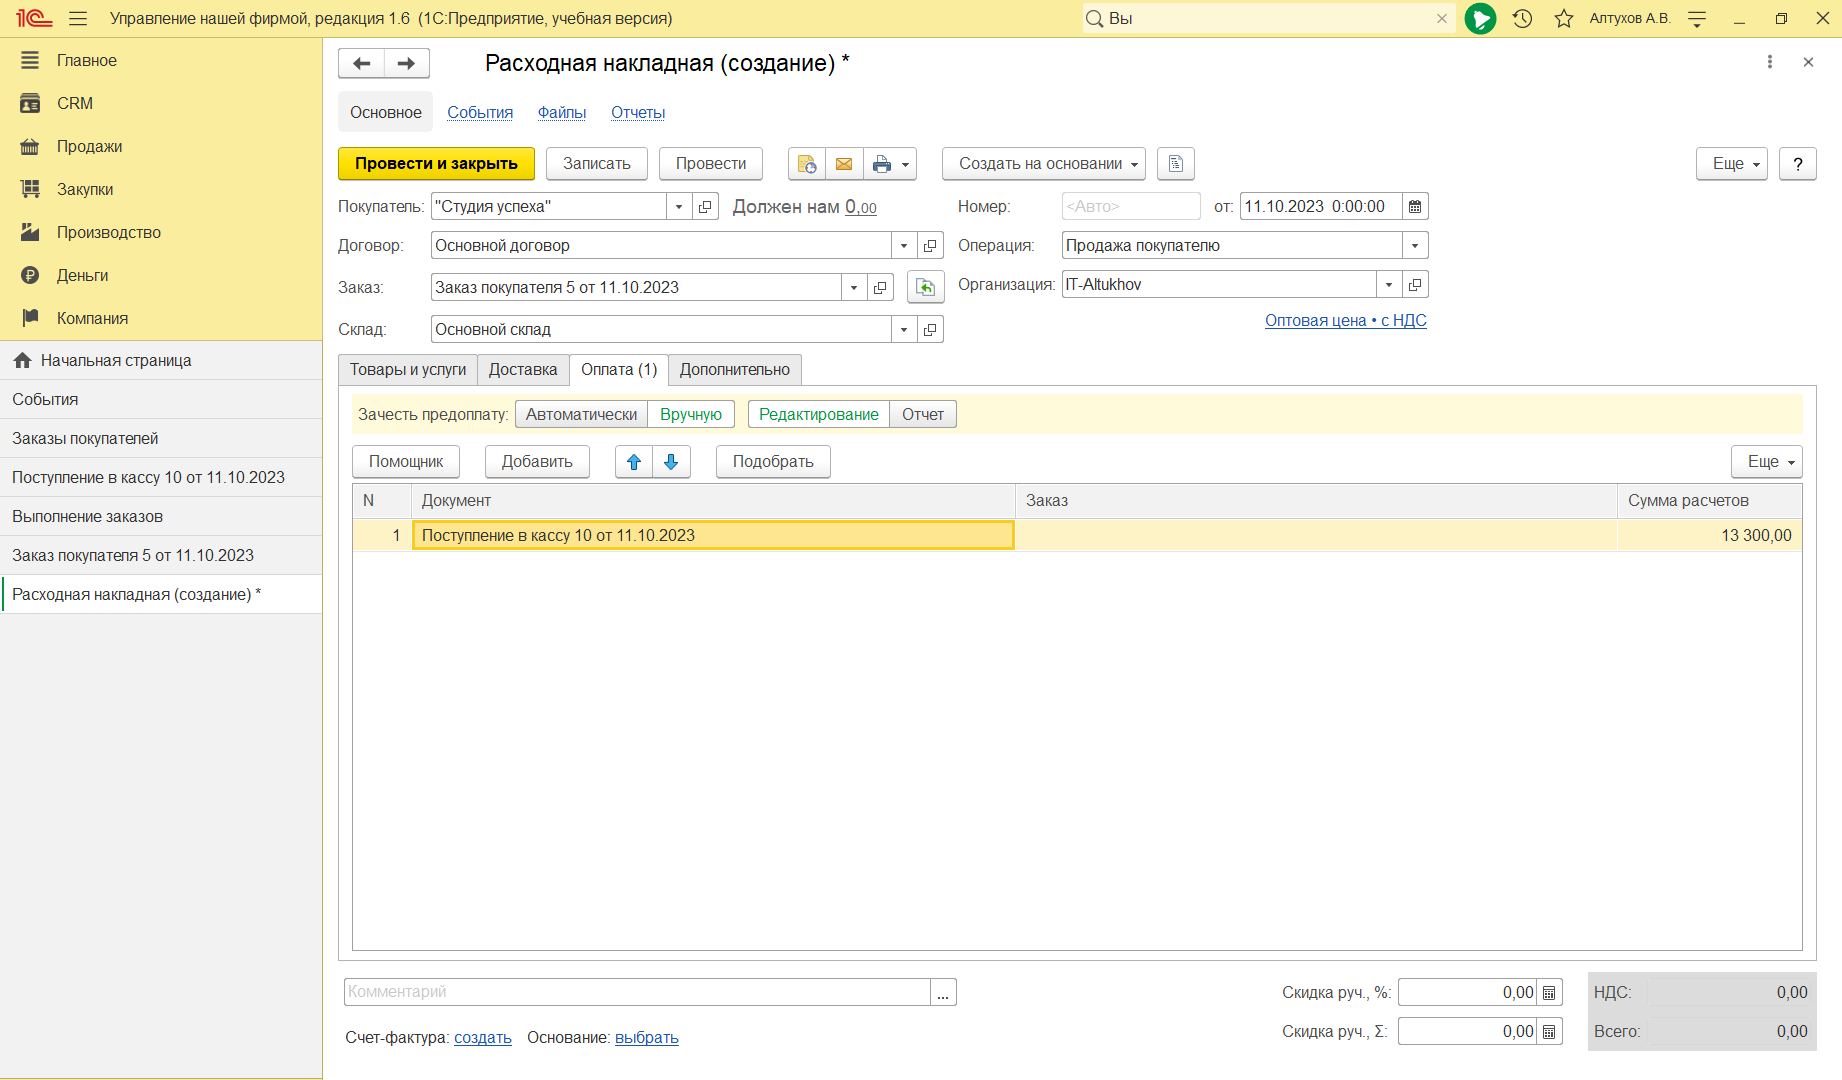 1С Управление нашей фирмой, редакция 1.6 (1С:Предприятие, учебная версия) Вы Алтухов А.В.
Главное
CRM
Продажи
Закупки
Производство
Деньги
Компания
Начальная страница
События
Заказы покупателей
Поступление в кассу 10 от 11.10.2023
Выполнение заказов
Заказ покупателя 5 от 11.10.2023
Расходная накладная (создание) *
Расходная накладная (создание) *
Основное События Файлы Отчеты
Провести и закрыть Записать Провести Создать на основании Еще ?
Покупатель: "Студия успеха" Должен нам 0,00 Номер: <Авто> от: 11.10.2023 0:00:00
Договор: Основной договор Операция: Продажа покупателю
Заказ: Заказ покупателя 5 от 11.10.2023 Организация: IT-Altukhov
Склад: Основной склад Оптовая цена • с НДС
Товары и услуги Доставка Оплата (1) Дополнительно
Зачесть предоплату: Автоматически Вручную Редактирование Отчет
Помощник Добавить Подобрать Еще
N Документ Заказ Сумма расчетов
1 Поступление в кассу 10 от 11.10.2023 13 300,00
Комментарий ... Скидка руч., %: 0,00 НДС: 0,00
Счет-фактура: создать Основание: выбрать Скидка руч., Σ: 0,00 Всего: 0,00